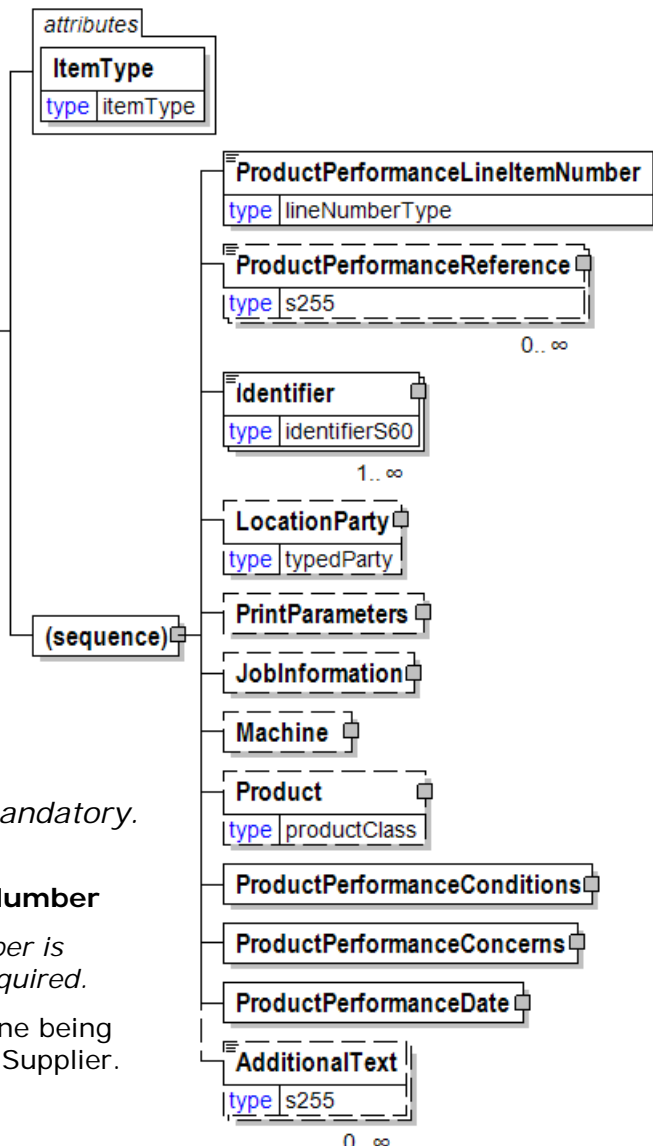 attributes
ItemType
type itemType
ProductPerformanceLineItemNumber
type lineNumberType
ProductPerformanceReference
type s255
0.. ∞
Identifier
type identifierS60
1.. ∞
LocationParty
type typedParty
PrintParameters
(sequence)
JobInformation
Machine
Product
type productClass
andatory.
ProductPerformanceConditions
umber
ProductPerformanceConcerns
ber is
quired.
ProductPerformanceDate
ne being
Supplier.
AdditionalText
type s255
0.. ∞